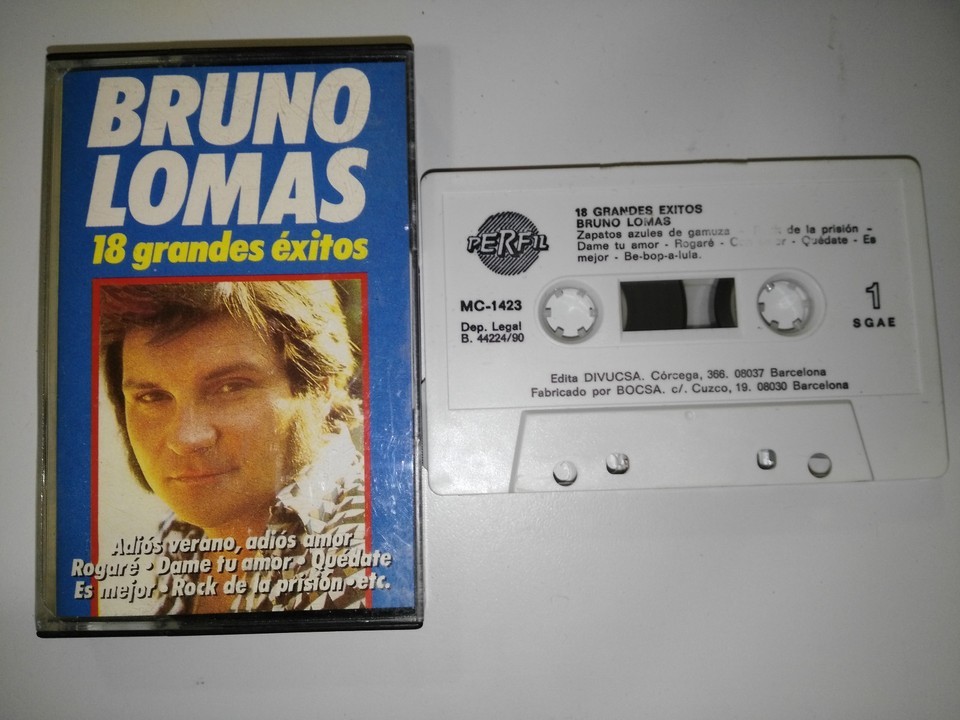 BRUNO
LOMAS
18 grandes éxitos
Adiós verano, adiós amor
Rogaré • Dame tu amor • Quédate
Es mejor • Rock de la prisión • etc.
PERFIL
18 GRANDES EXITOS
BRUNO LOMAS
Zapatos azules de gamuza - de la prisión -
Dame tu amor - Rogaré - - Quédate - Es
mejor - Be-bop-a-lula.
MC-1423
Dep. Legal
B. 44224/90
1
SGAE
Edita DIVUCSA. Córcega, 366. 08037 Barcelona
Fabricado por BOCSA. c/. Cuzco, 19. 08030 Barcelona